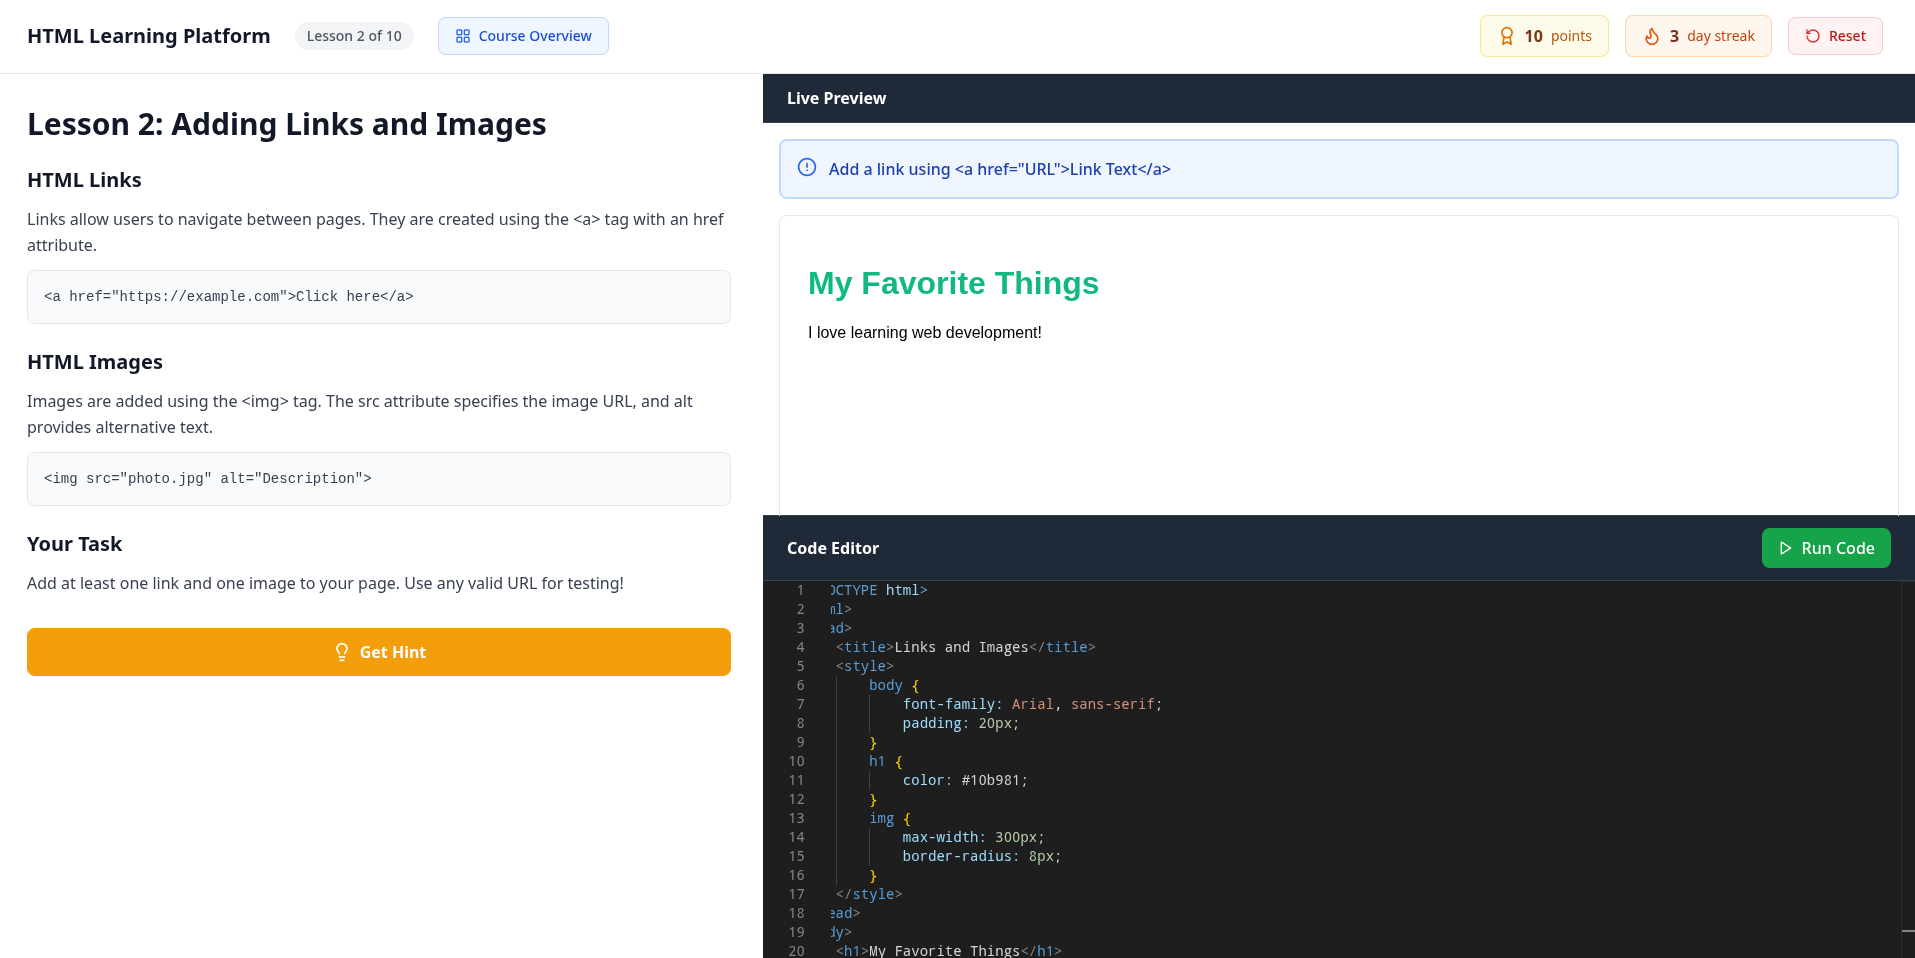 HTML Learning Platform
Lesson 2 of 10
Course Overview
10 points
3 day streak
Reset
Lesson 2: Adding Links and Images
HTML Links
Links allow users to navigate between pages. They are created using the <a> tag with an href
attribute.
<a href="https://example.com">Click here</a>
HTML Images
Images are added using the <img> tag. The src attribute specifies the image URL, and alt
provides alternative text.
<img src="photo.jpg" alt="Description">
Your Task
Add at least one link and one image to your page. Use any valid URL for testing!
Get Hint
Live Preview
Add a link using <a href="URL">Link Text</a>
My Favorite Things
I love learning web development!
Code Editor
Run Code
1 OCTYPE html>
2 ml>
3 ad>
4 <title>Links and Images</title>
5 <style>
6 body {
7 font-family: Arial, sans-serif;
8 padding: 20px;
9 }
10 h1 {
11 color: #10b981;
12 }
13 img {
14 max-width: 300px;
15 border-radius: 8px;
16 }
17 </style>
18 ead>
19 dy>
20 <h1>My Favorite Things</h1>